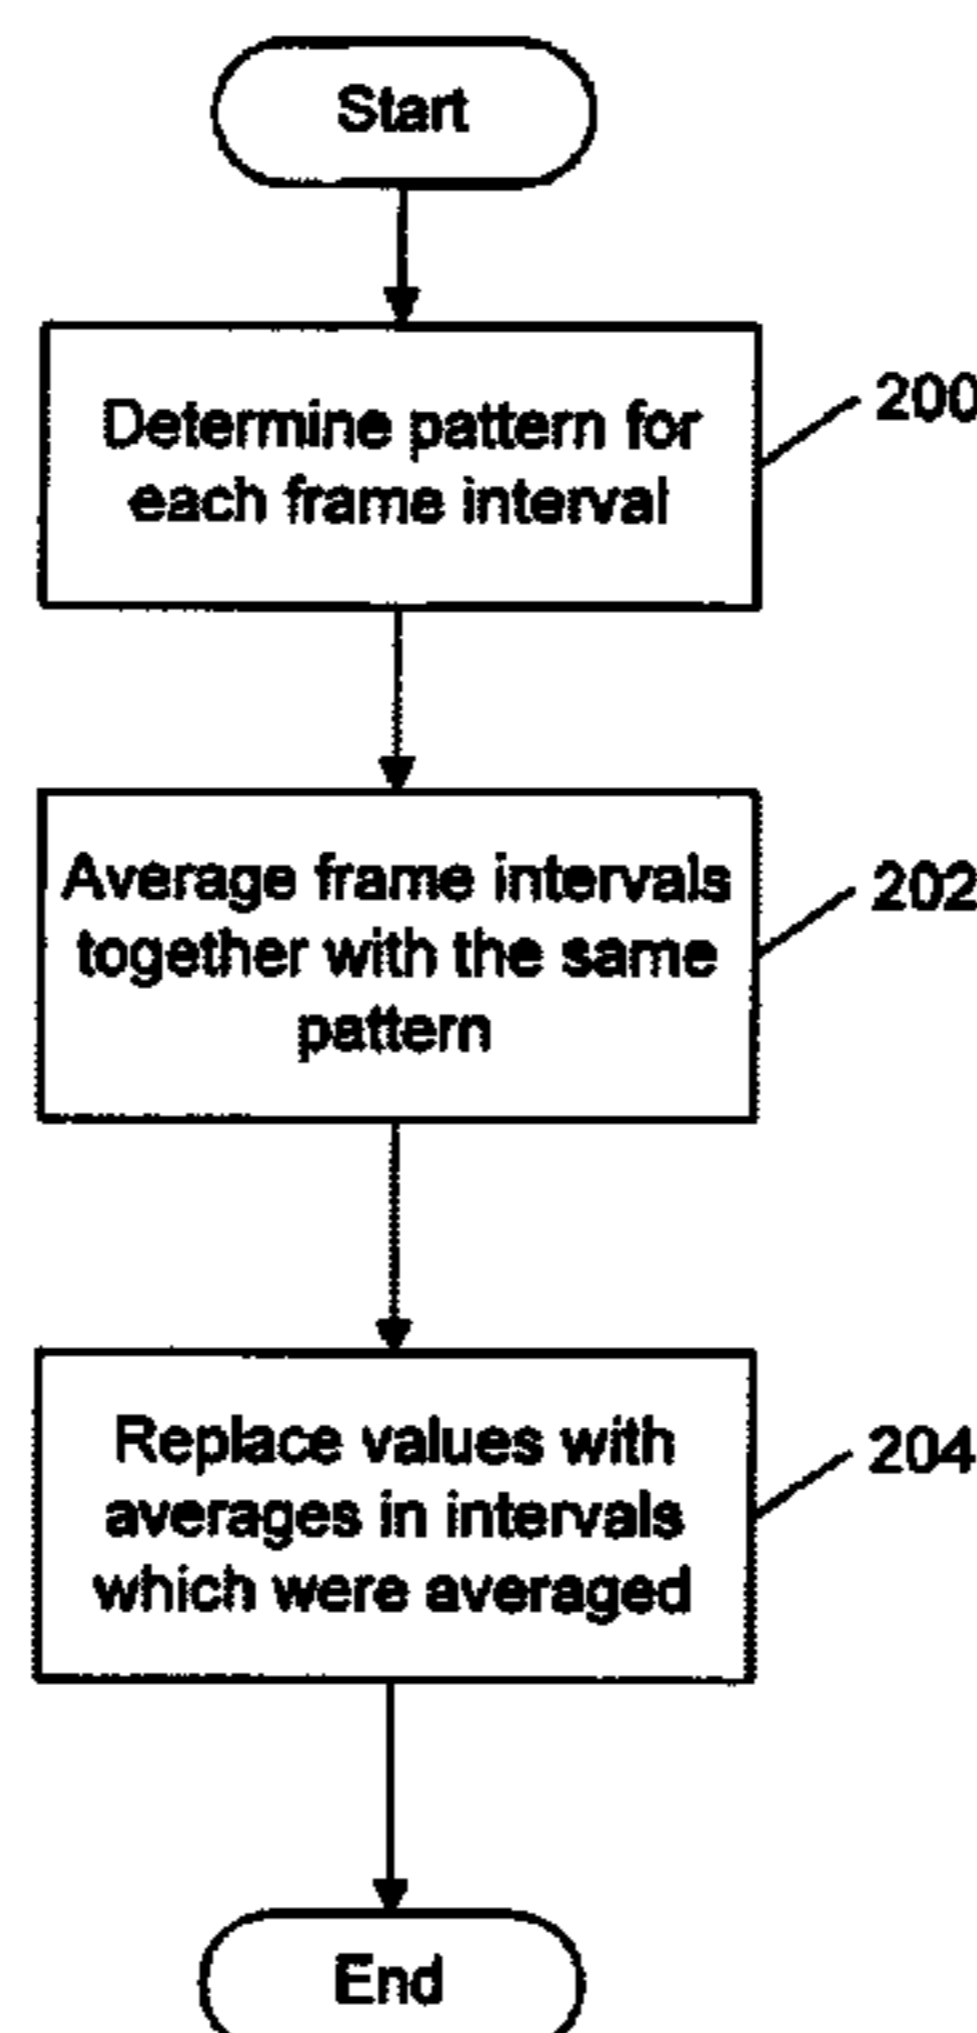 Start
Determine pattern for
each frame interval
200
Average frame intervals
together with the same
pattern
202
Replace values with
averages in intervals
which were averaged
204
End